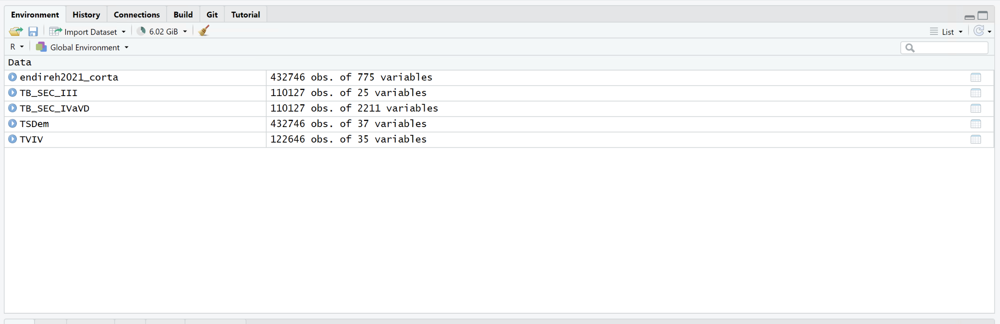 Environment History Connections Build Git Tutorial
Import Dataset 6.02 GiB List
R Global Environment
Data
endireh2021_corta 432746 obs. of 775 variables
TB_SEC_III 110127 obs. of 25 variables
TB_SEC_IVaVD 110127 obs. of 2211 variables
TSDem 432746 obs. of 37 variables
TVIV 122646 obs. of 35 variables